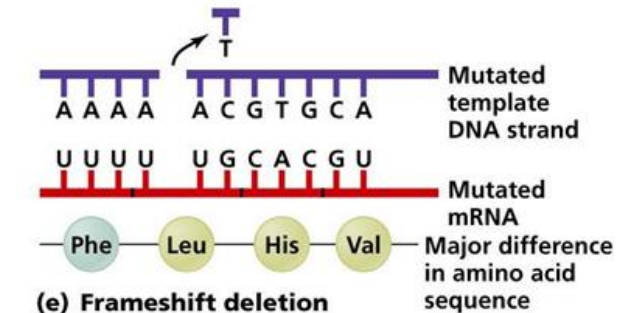 T
A A A A A C G T G C A
Mutated
template
DNA strand
U U U U U G C A C G U
Mutated
mRNA
Phe Leu His Val
Major difference
in amino acid
sequence
(e) Frameshift deletion